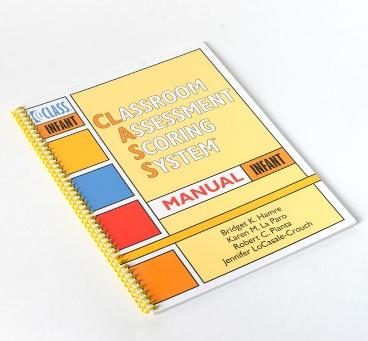 CLASS
INFANT
CLASSROOM
ASSESSMENT
SCORING
SYSTEM™
MANUAL INFANT
Bridget K. Hamre
Karen M. La Paro
Robert C. Pianta
Jennifer LoCasale-Crouch